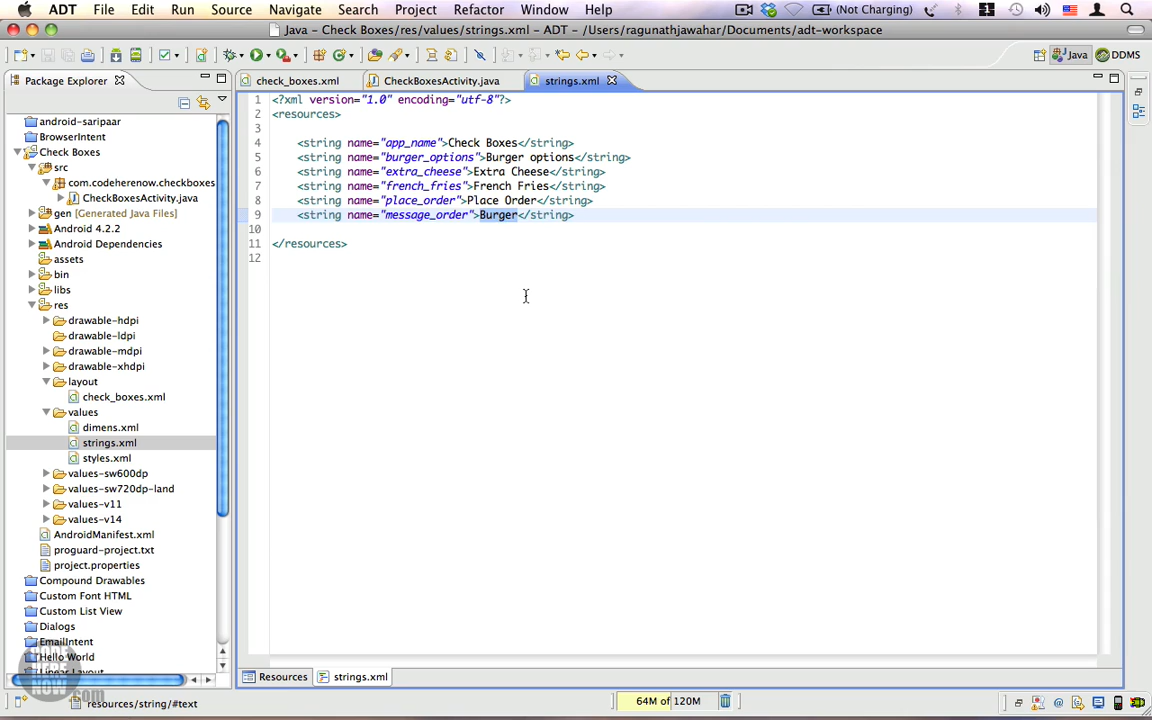 ADT File Edit Run Source Navigate Search Project Refactor Window Help (Not Charging) 1
Java – Check Boxes/res/values/strings.xml – ADT – /Users/ragunathjawahar/Documents/adt-workspace
Java DDMS
Package Explorer
check_boxes.xml CheckBoxesActivity.java strings.xml
android-saripaar
BrowserIntent
Check Boxes
src
com.codeherenow.checkboxes
CheckBoxesActivity.java
gen [Generated Java Files]
Android 4.2.2
Android Dependencies
assets
bin
libs
res
drawable-hdpi
drawable-ldpi
drawable-mdpi
drawable-xhdpi
layout
check_boxes.xml
values
dimens.xml
strings.xml
styles.xml
values-sw600dp
values-sw720dp-land
values-v11
values-v14
AndroidManifest.xml
proguard-project.txt
project.properties
Compound Drawables
Custom Font HTML
Custom List View
Dialogs
EmailIntent
Hello World
Linear Layout
1 <?xml version="1.0" encoding="utf-8"?>
2 <resources>
3
4 <string name="app_name">Check Boxes</string>
5 <string name="burger_options">Burger options</string>
6 <string name="extra_cheese">Extra Cheese</string>
7 <string name="french_fries">French Fries</string>
8 <string name="place_order">Place Order</string>
9 <string name="message_order">Burger</string>
10
11 </resources>
12
Resources strings.xml
CODE
HERE
NOW.com
resources/string/#text
64M of 120M